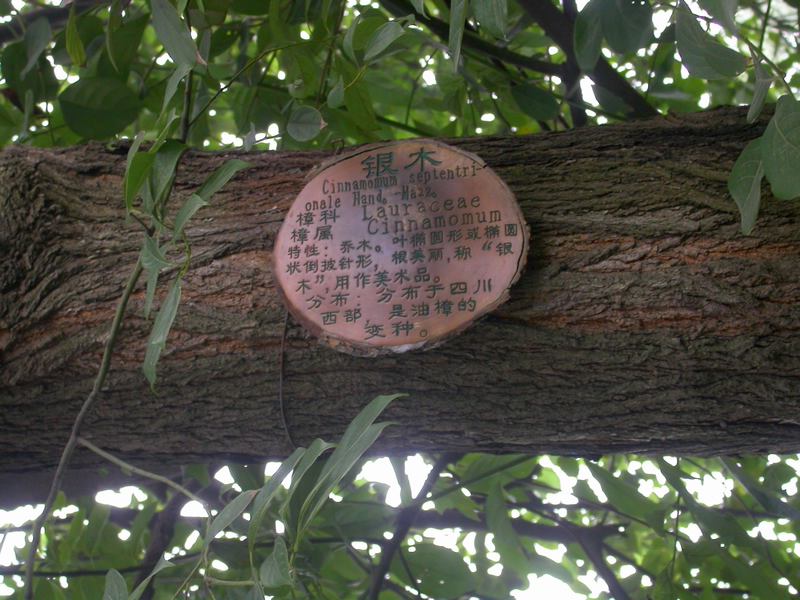 银木
Cinnamomum septentri-
onale Hand.-Mazz.
樟科 Lauraceae
樟属 Cinnamomum
特性：乔木。叶椭圆形或椭圆
状倒披针形，根美丽，称“银
木”，用作美术品。
分布：分布于四川
西部，是油樟的
变种。